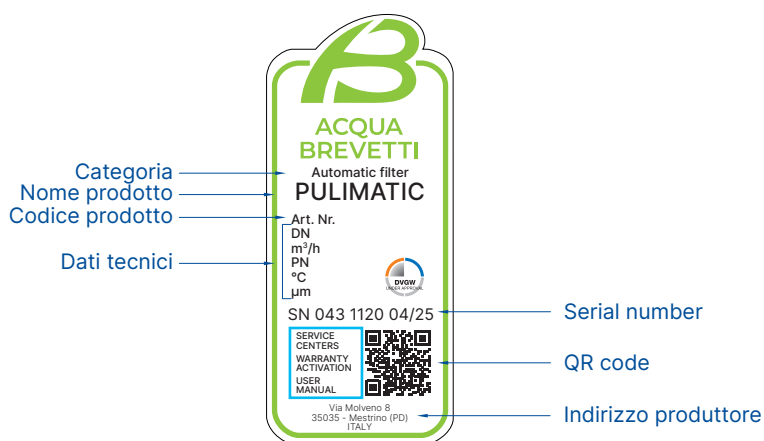 ACQUA
BREVETTI
Categoria
Automatic filter
Nome prodotto
PULIMATIC
Codice prodotto
Art. Nr.
DN
m³/h
Dati tecnici
PN
°C
µm
DVGW
UNDER APPROVAL
SN 043 1120 04/25
Serial number
SERVICE
CENTERS
WARRANTY
ACTIVATION
USER
MANUAL
QR code
Via Molveno 8
35035 - Mestrino (PD)
ITALY
Indirizzo produttore